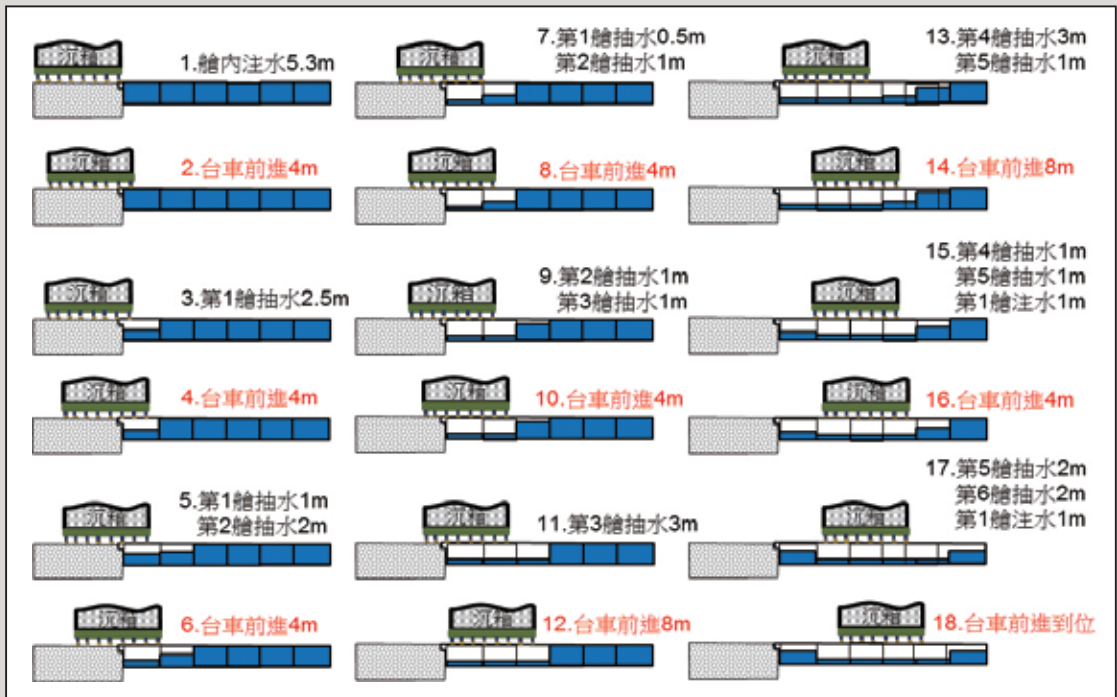 沉箱
1.艙內注水5.3m
沉箱
2.台車前進4m
沉箱
3.第1艙抽水2.5m
沉箱
4.台車前進4m
沉箱
5.第1艙抽水1m
第2艙抽水2m
沉箱
6.台車前進4m
沉箱
7.第1艙抽水0.5m
第2艙抽水1m
沉箱
8.台車前進4m
沉箱
9.第2艙抽水1m
第3艙抽水1m
沉箱
10.台車前進4m
沉箱
11.第3艙抽水3m
沉箱
12.台車前進8m
沉箱
13.第4艙抽水3m
第5艙抽水1m
沉箱
14.台車前進8m
沉箱
15.第4艙抽水1m
第5艙抽水1m
第1艙注水1m
沉箱
16.台車前進4m
沉箱
17.第5艙抽水2m
第6艙抽水2m
第1艙注水1m
沉箱
18.台車前進到位